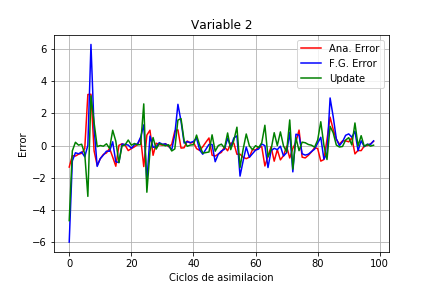 Variable 2
Ana. Error
F.G. Error
Update
6
4
2
0
−2
−4
−6
Error
0
20
40
60
80
100
Ciclos de asimilacion